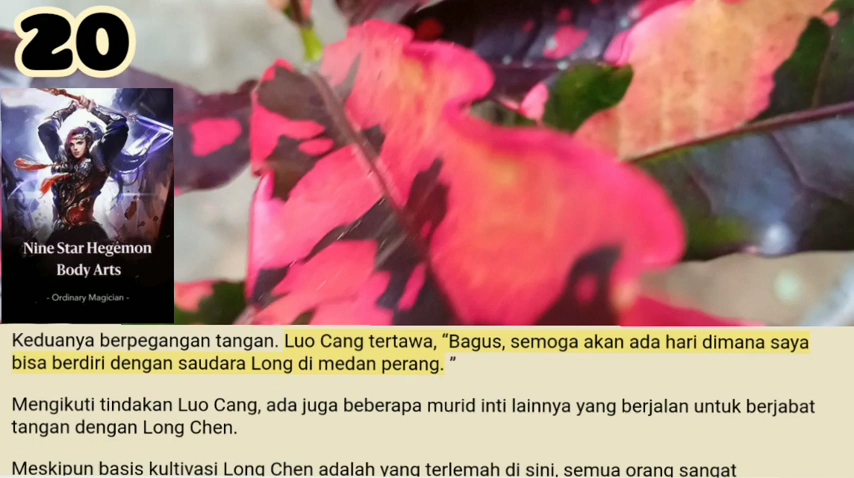 20
Nine Star Hegemon
Body Arts
- Ordinary Magician -
Keduanya berpegangan tangan. Luo Cang tertawa, “Bagus, semoga akan ada hari dimana saya
bisa berdiri dengan saudara Long di medan perang. ”
Mengikuti tindakan Luo Cang, ada juga beberapa murid inti lainnya yang berjalan untuk berjabat
tangan dengan Long Chen.
Meskipun basis kultivasi Long Chen adalah yang terlemah di sini, semua orang sangat